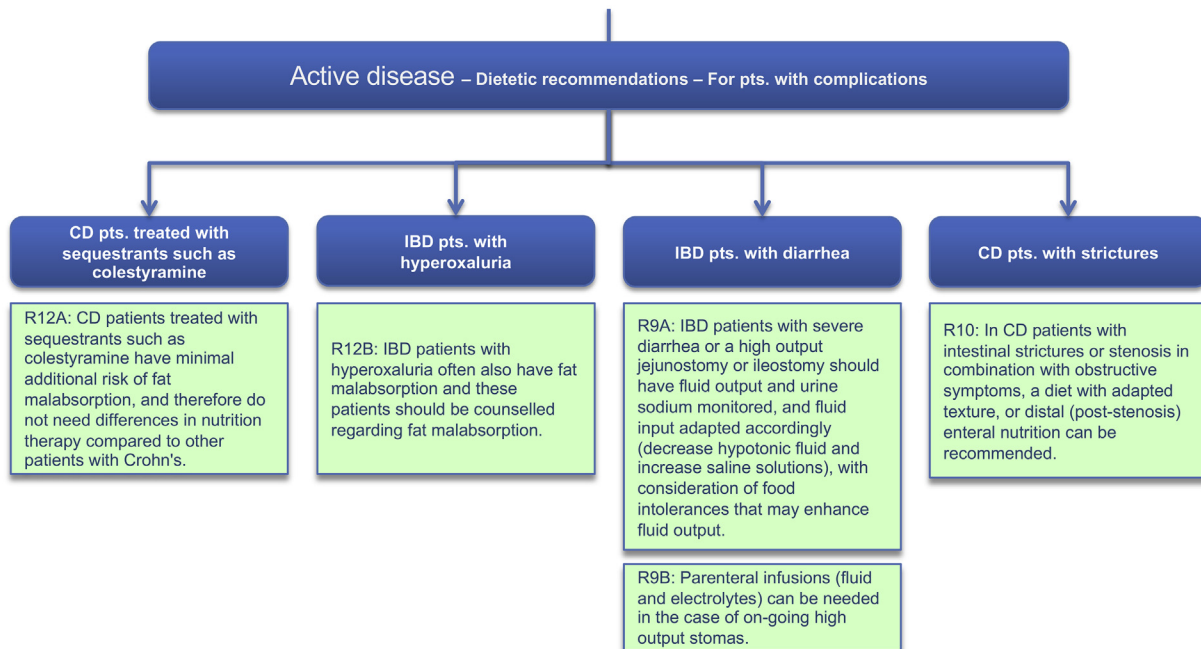 Active disease – Dietetic recommendations – For pts. with complications
CD pts. treated with
sequestrants such as
colestyramine
R12A: CD patients treated with
sequestrants such as
colestyramine have minimal
additional risk of fat
malabsorption, and therefore do
not need differences in nutrition
therapy compared to other
patients with Crohn's.
IBD pts. with
hyperoxaluria
R12B: IBD patients with
hyperoxaluria often also have fat
malabsorption and these
patients should be counselled
regarding fat malabsorption.
IBD pts. with diarrhea
R9A: IBD patients with severe
diarrhea or a high output
jejunostomy or ileostomy should
have fluid output and urine
sodium monitored, and fluid
input adapted accordingly
(decrease hypotonic fluid and
increase saline solutions), with
consideration of food
intolerances that may enhance
fluid output.
R9B: Parenteral infusions (fluid
and electrolytes) can be needed
in the case of on-going high
output stomas.
CD pts. with strictures
R10: In CD patients with
intestinal strictures or stenosis in
combination with obstructive
symptoms, a diet with adapted
texture, or distal (post-stenosis)
enteral nutrition can be
recommended.